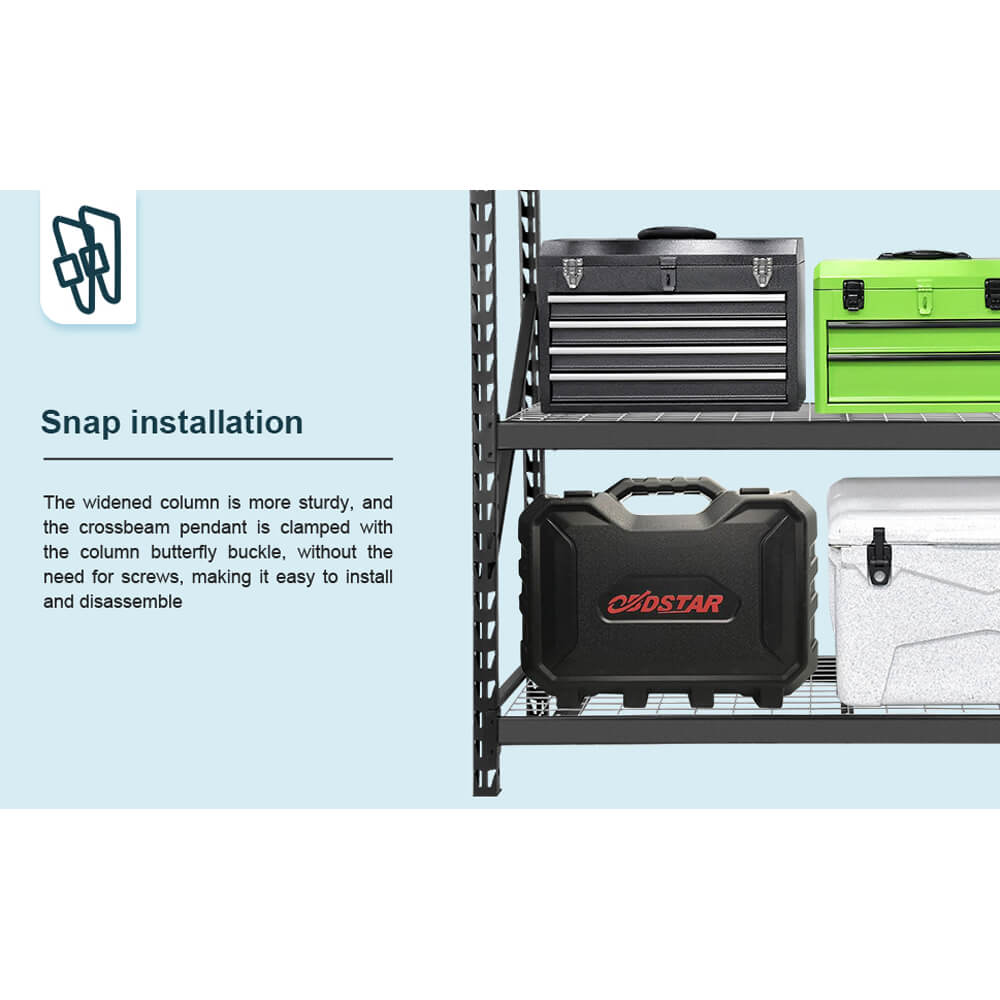 Snap installation
The widened column is more sturdy, and
the crossbeam pendant is clamped with
the column butterfly buckle, without the
need for screws, making it easy to install
and disassemble
OBDSTAR